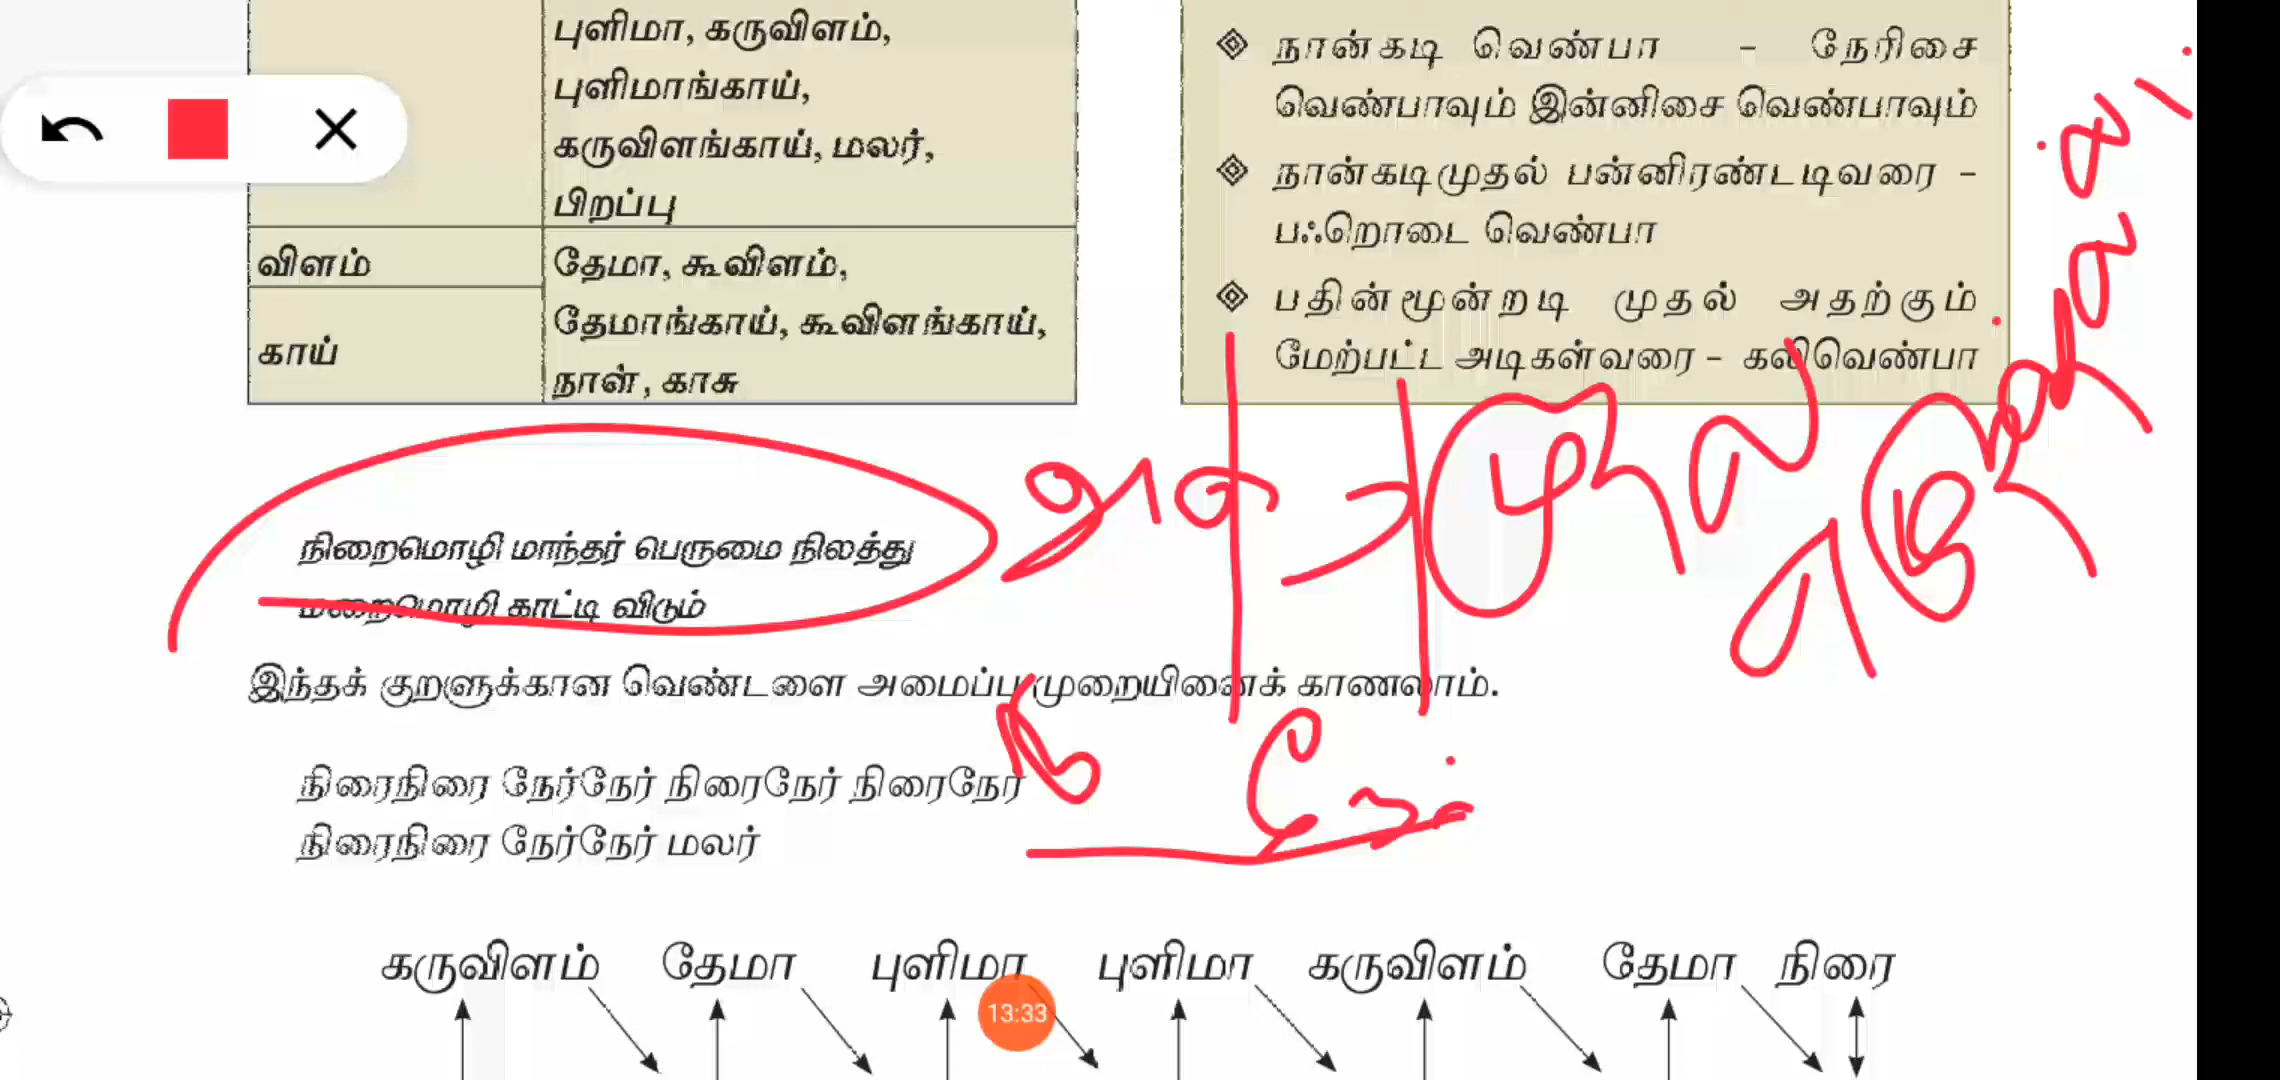 புளிமா, கருவிளம்,
புளிமாங்காய்,
கருவிளங்காய், மலர்,
பிறப்பு
விளம்
தேமா, கூவிளம்,
தேமாங்காய், கூவிளங்காய்,
காய்
நாள், காசு
நான்கடி வெண்பா - நேரிசை
வெண்பாவும் இன்னிசை வெண்பாவும்
நான்கடிமுதல் பன்னிரண்டடிவரை -
பஃறொடை வெண்பா
பதின்மூன்றடி முதல் அதற்கும்
மேற்பட்ட அடிகள்வரை - கலிவெண்பா
நிறைமொழி மாந்தர் பெருமை நிலத்து
மறைமொழி காட்டி விடும்
இந்தக் குறளுக்கான வெண்டளை அமைப்பு முறையினைக் காணலாம்.
நிரைநிரை நேர்நேர் நிரைநேர் நிரைநேர்
நிரைநிரை நேர்நேர் மலர்
கருவிளம் தேமா புளிமா புளிமா கருவிளம் தேமா நிரை
13:33